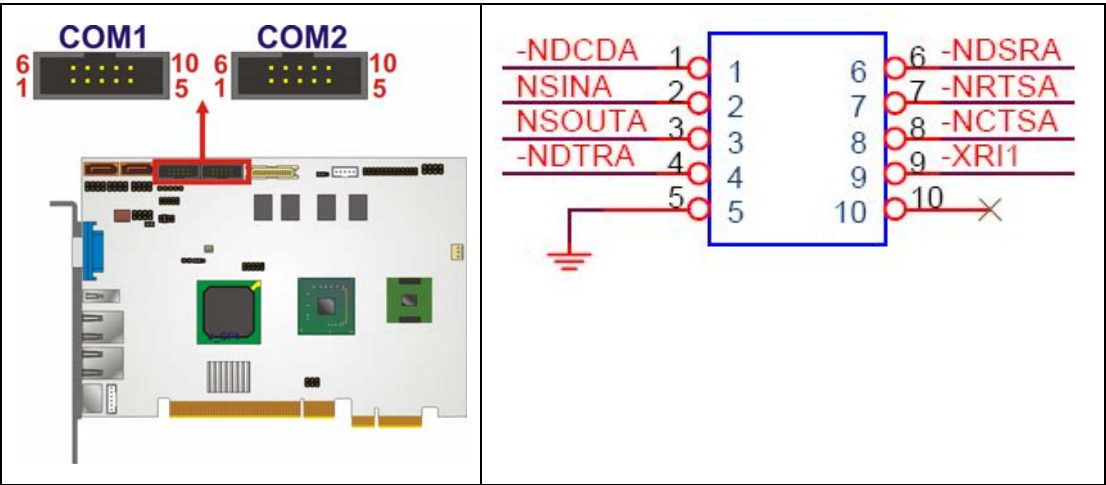 COM1 COM2
6 10 6 10
1 5 1 5
-NDCDA 1 1 6 6 -NDSRA
NSINA 2 2 7 7 -NRTSA
NSOUTA 3 3 8 8 -NCTSA
-NDTRA 4 4 9 9 -XRI1
5 5 10 10